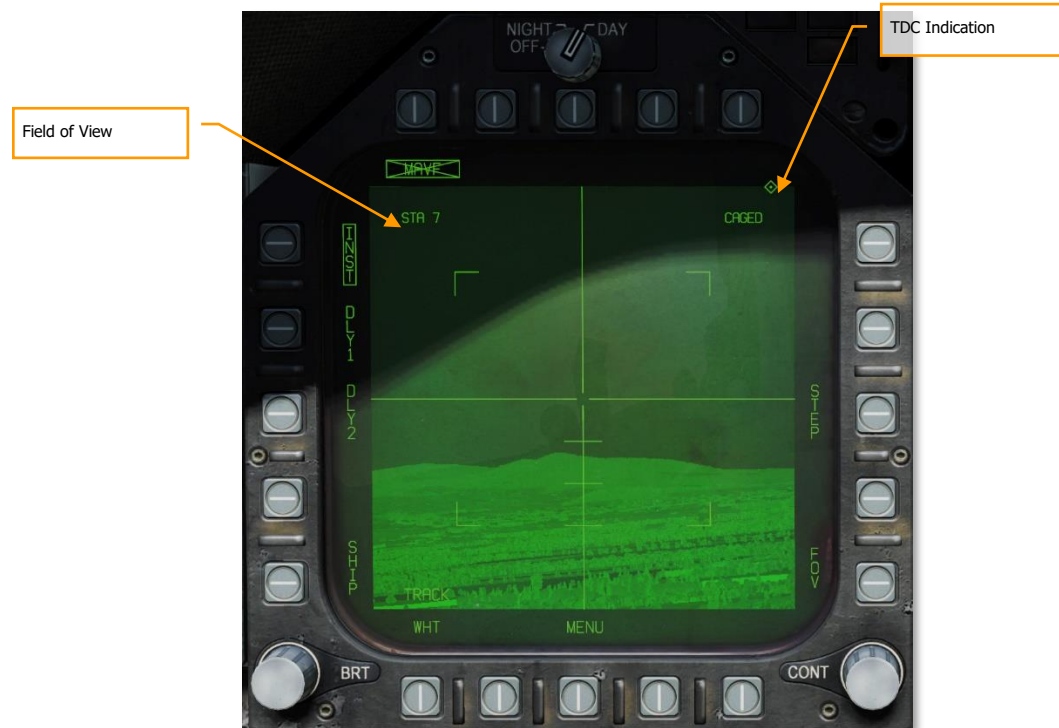 TDC Indication
NIGHT DAY
OFF
Field of View
MAVF
STA 7
CAGED
INST
DLY1
DLY2
STEP
SHIP
FOV
TRACK
WHT
MENU
BRT
CONT